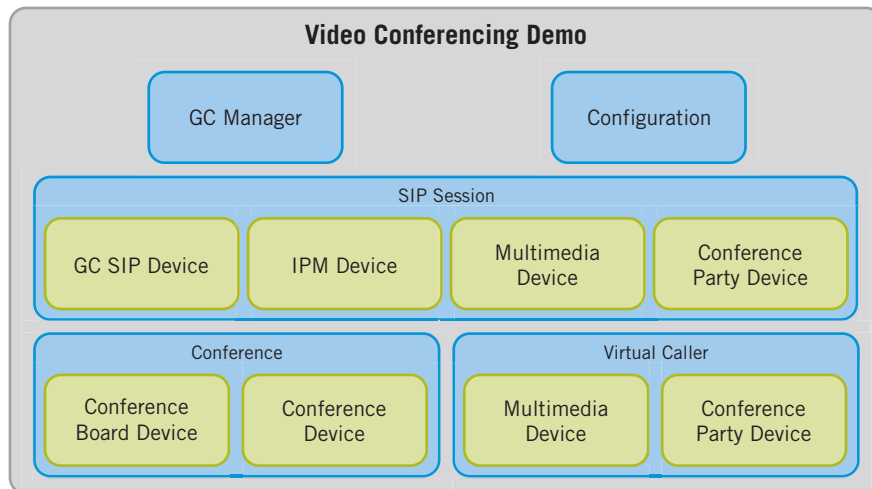 Video Conferencing Demo
GC Manager
Configuration
SIP Session
GC SIP Device
IPM Device
Multimedia
Device
Conference
Party Device
Conference
Conference
Board Device
Conference
Device
Virtual Caller
Multimedia
Device
Conference
Party Device